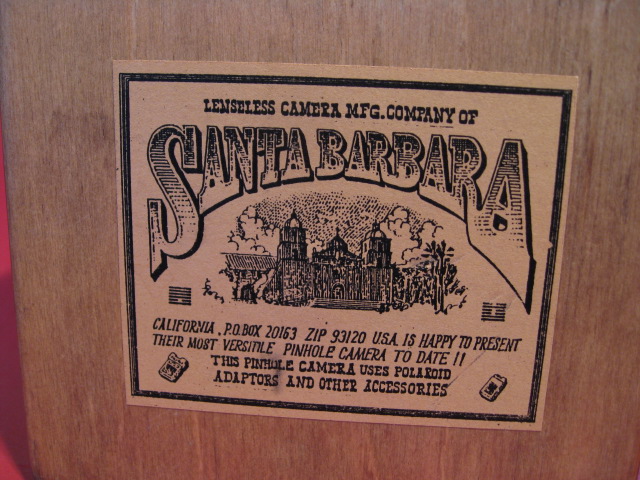 LENSELESS CAMERA MFG. COMPANY OF
SANTA BARBARA
CALIFORNIA, P.O. BOX 20163 ZIP 93120 U.S.A. IS HAPPY TO PRESENT
THEIR MOST VERSITILE PINHOLE CAMERA TO DATE !!
THIS PINHOLE CAMERA USES POLAROID
ADAPTORS AND OTHER ACCESSORIES